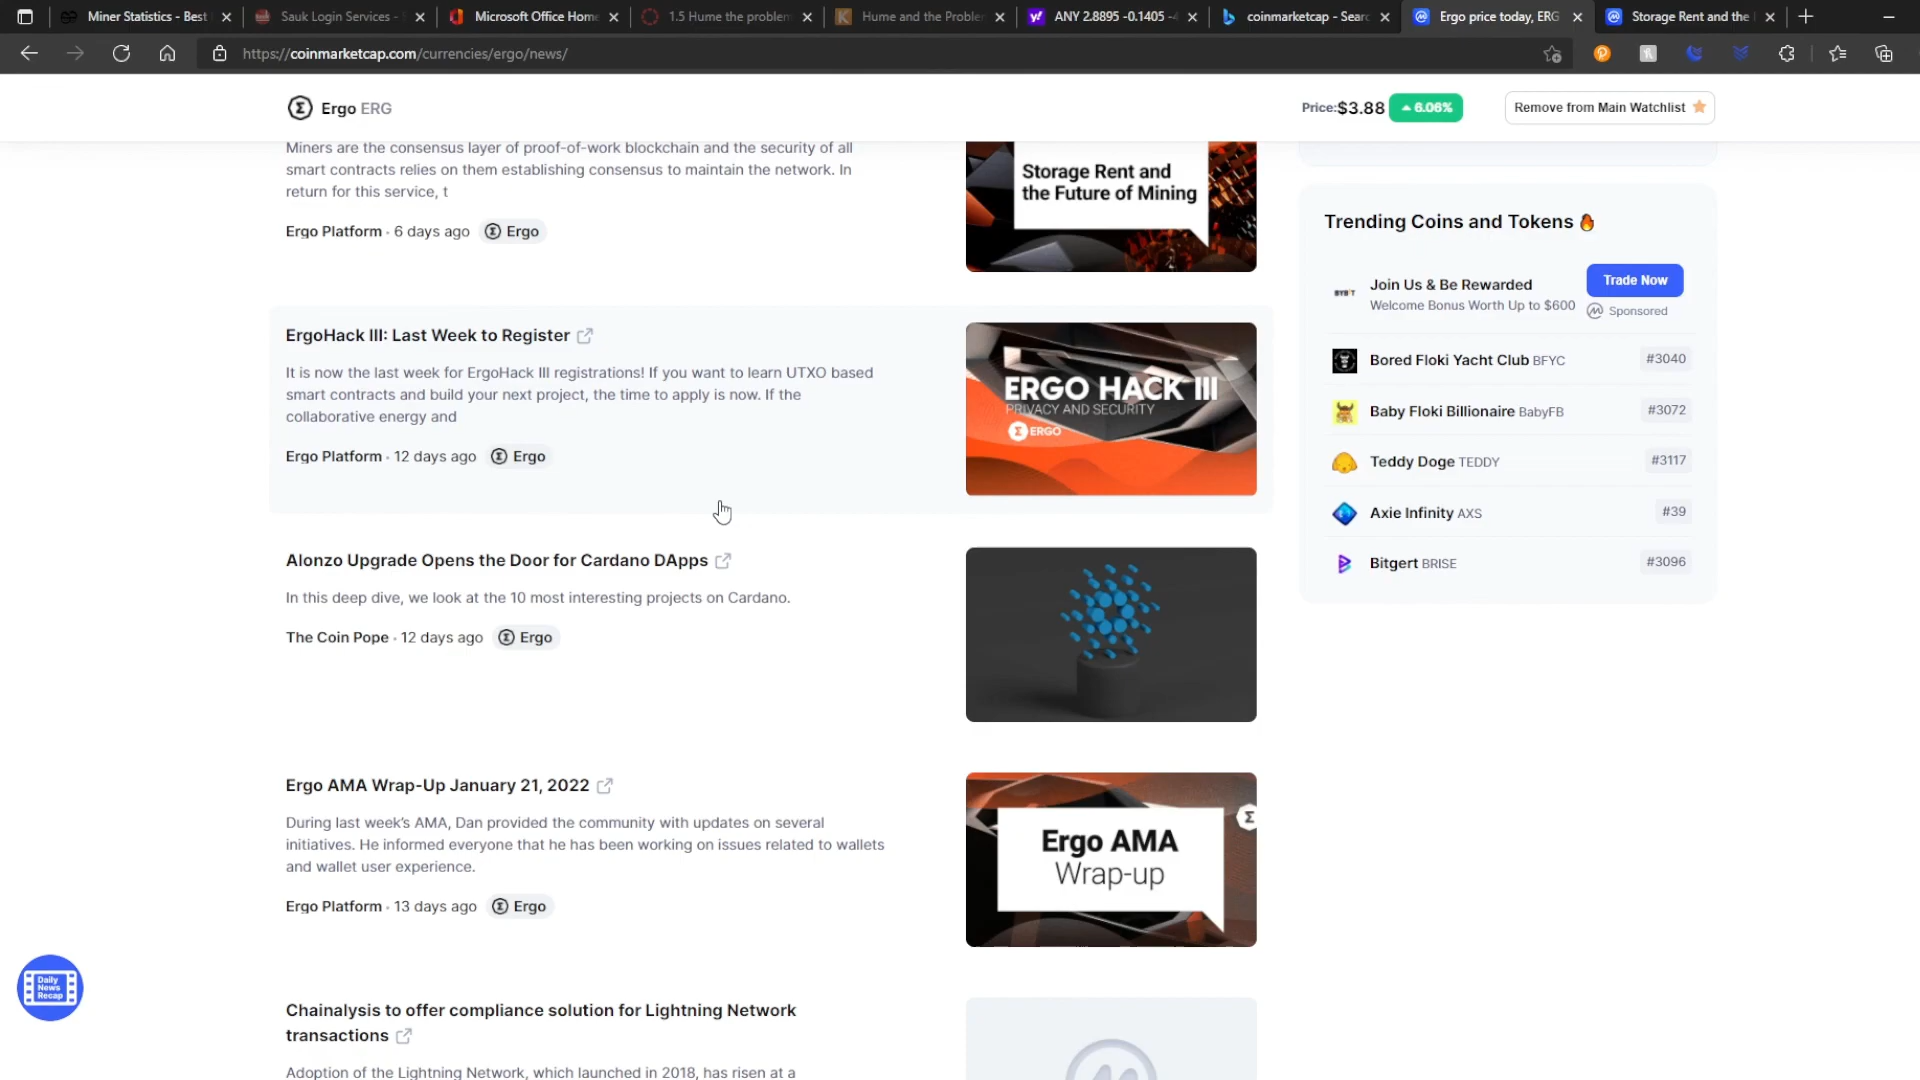 Miner Statistics - Best
Sauk Login Services -
Microsoft Office Home
1.5 Hume the problem
Hume and the Proble
ANY 2.8895 -0.1405 -4
coinmarketcap - Searc
Ergo price today, ERG
Storage Rent and the
https://coinmarketcap.com/currencies/ergo/news/
Ergo ERG
Price:$3.88
6.06%
Remove from Main Watchlist
Miners are the consensus layer of proof-of-work blockchain and the security of all
smart contracts relies on them establishing consensus to maintain the network. In
return for this service, t
Ergo Platform · 6 days ago
Ergo
Storage Rent and
the Future of Mining
ErgoHack III: Last Week to Register
It is now the last week for ErgoHack III registrations! If you want to learn UTXO based
smart contracts and build your next project, the time to apply is now. If the
collaborative energy and
Ergo Platform · 12 days ago
Ergo
ERGO HACK III
PRIVACY AND SECURITY
ERGO
Alonzo Upgrade Opens the Door for Cardano DApps
In this deep dive, we look at the 10 most interesting projects on Cardano.
The Coin Pope · 12 days ago
Ergo
Ergo AMA Wrap-Up January 21, 2022
During last week's AMA, Dan provided the community with updates on several
initiatives. He informed everyone that he has been working on issues related to wallets
and wallet user experience.
Ergo Platform · 13 days ago
Ergo
Ergo AMA
Wrap-up
Chainalysis to offer compliance solution for Lightning Network
transactions
Adoption of the Lightning Network, which launched in 2018, has risen at a
Trending Coins and Tokens
BYBIT
Join Us & Be Rewarded
Welcome Bonus Worth Up to $600
Trade Now
Sponsored
Bored Floki Yacht Club BFYC
#3040
Baby Floki Billionaire BabyFB
#3072
Teddy Doge TEDDY
#3117
Axie Infinity AXS
#39
Bitgert BRISE
#3096
Daily
News
Recap